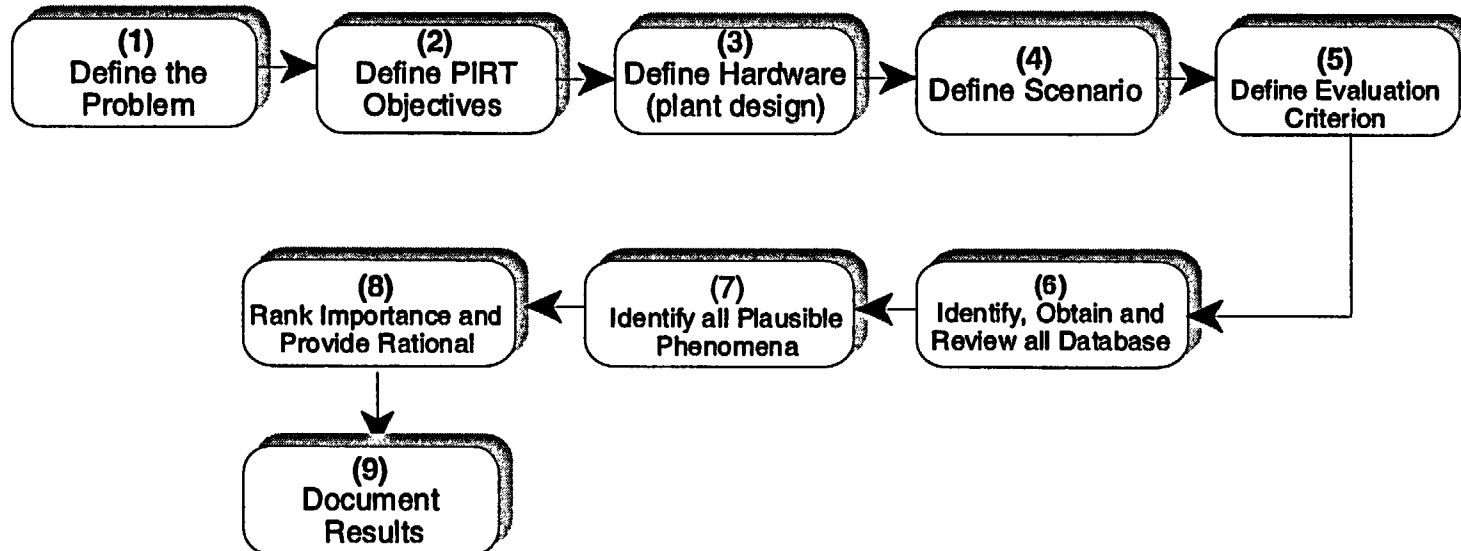 (1)
Define the
Problem
(2)
Define PIRT
Objectives
(3)
Define Hardware
(plant design)
(4)
Define Scenario
(5)
Define Evaluation
Criterion
(6)
Identify, Obtain and
Review all Database
(7)
Identify all Plausible
Phenomena
(8)
Rank Importance and
Provide Rational
(9)
Document
Results